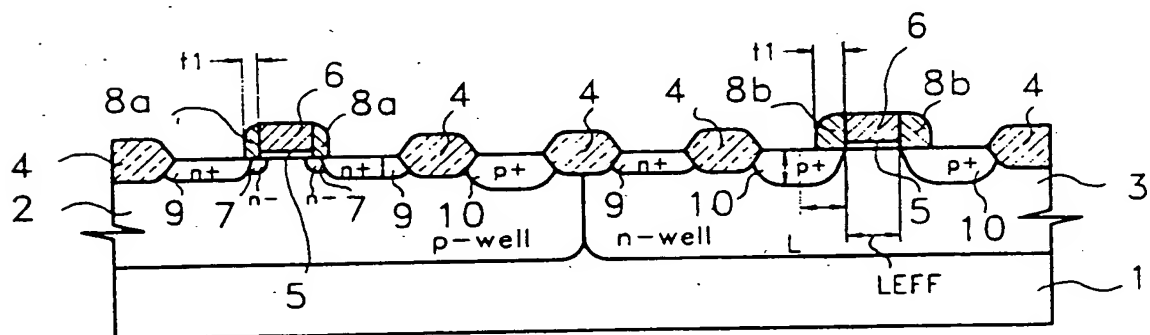 t1 6 t1 6
8a 8a 4 4 4 8b 8b 4
4 n+ n+ p+ n+ p+ p+
2 9 7 n- n- 7 9 10 9 10 5 10 3
p-well n-well L
5 LEFF 1